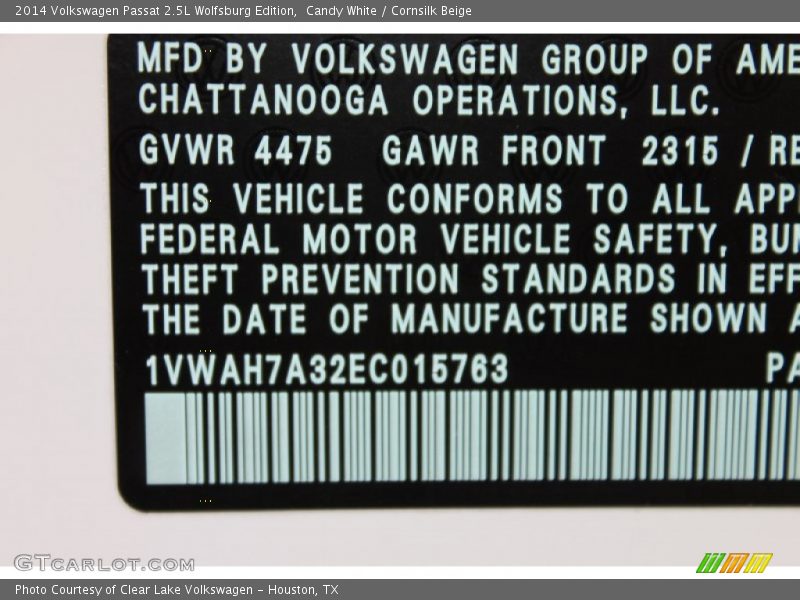 2014 Volkswagen Passat 2.5L Wolfsburg Edition,  Candy White / Cornsilk Beige
MFD BY VOLKSWAGEN GROUP OF AME
CHATTANOOGA OPERATIONS, LLC.
GVWR 4475 GAWR FRONT 2315 / RE
THIS VEHICLE CONFORMS TO ALL APPL
FEDERAL MOTOR VEHICLE SAFETY, BUM
THEFT PREVENTION STANDARDS IN EFF
THE DATE OF MANUFACTURE SHOWN A
1VWAH7A32EC015763 PA
GTCARLOT.COM
Photo Courtesy of Clear Lake Volkswagen - Houston, TX